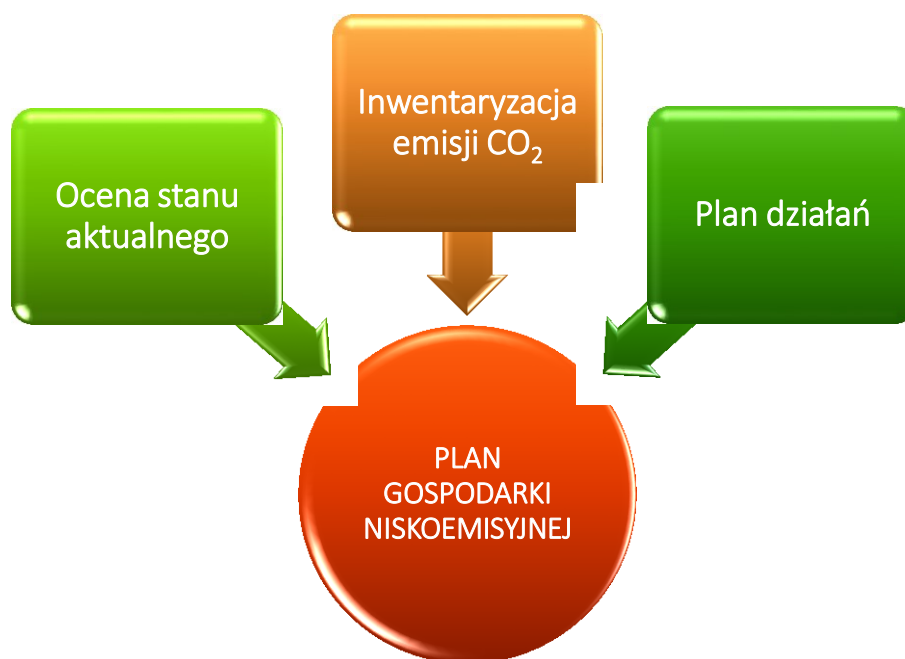 Ocena stanu
aktualnego
Inwentaryzacja
emisji CO₂
Plan działań
PLAN
GOSPODARKI
NISKOEMISYJNEJ